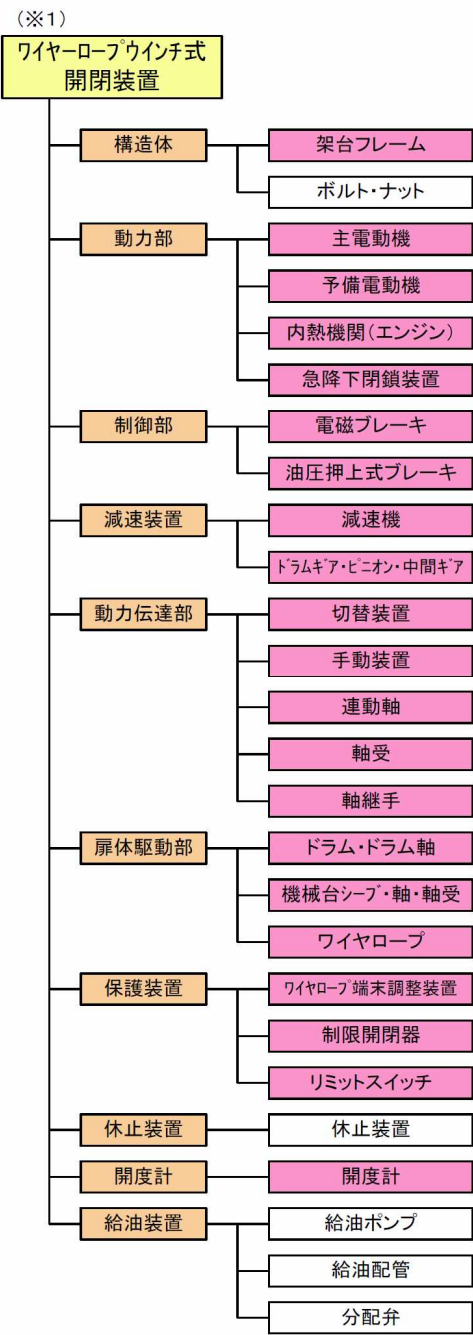 （※1）
ワイヤーロープウインチ式
開閉装置
構造体
架台フレーム
ボルト・ナット
動力部
主電動機
予備電動機
内熱機関（エンジン）
急降下閉鎖装置
制御部
電磁ブレーキ
油圧押上式ブレーキ
減速装置
減速機
ドラムギア・ピニオン・中間ギア
動力伝達部
切替装置
手動装置
連動軸
軸受
軸継手
扉体駆動部
ドラム・ドラム軸
機械台シーブ・軸・軸受
ワイヤロープ
保護装置
ワイヤロープ端末調整装置
制限開閉器
リミットスイッチ
休止装置
休止装置
開度計
開度計
給油装置
給油ポンプ
給油配管
分配弁